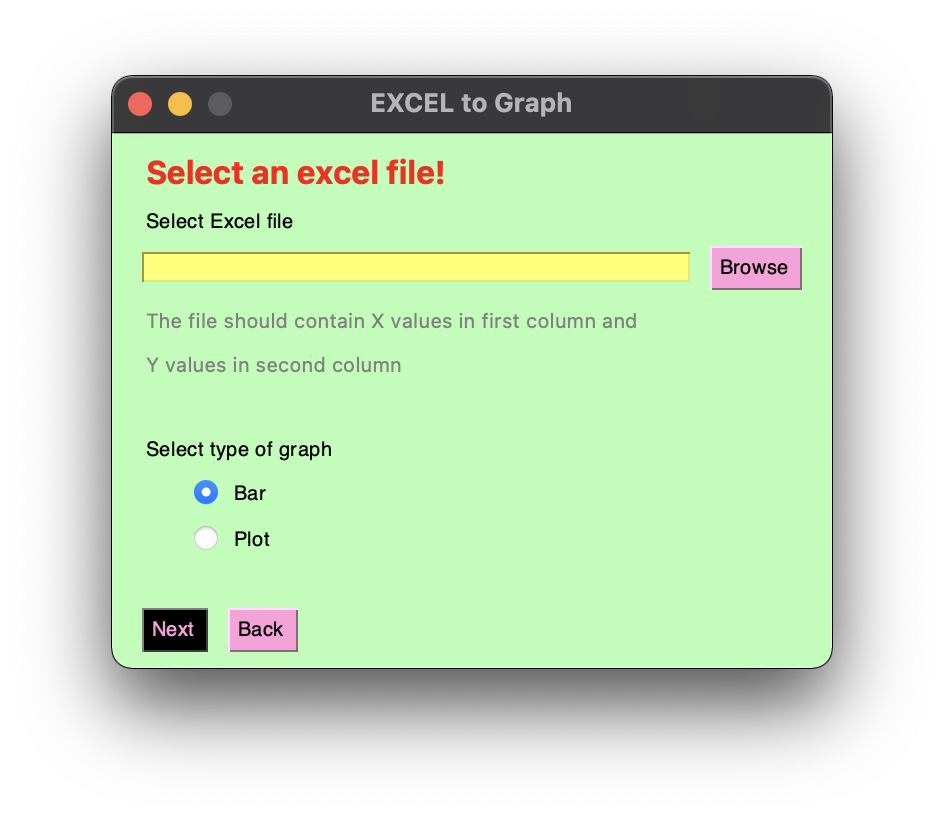 EXCEL to Graph
Select an excel file!
Select Excel file
Browse
The file should contain X values in first column and
Y values in second column
Select type of graph
Bar
Plot
Next Back